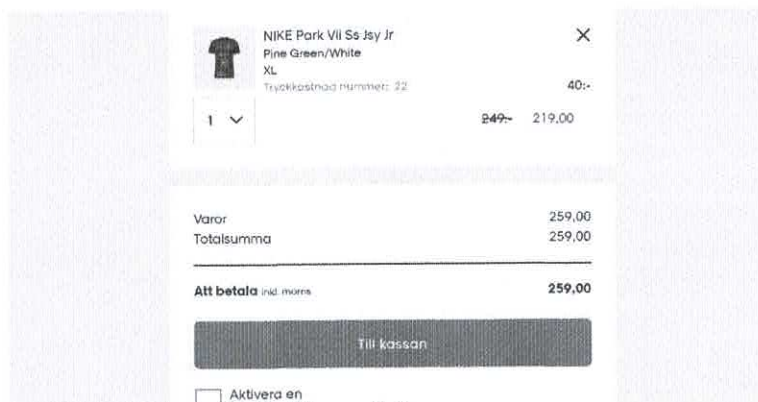 NIKE Park Vii Ss Jsy Jr
Pine Green/White
XL
Tryckkostnad nummer: 22 40:-
1 249:- 219,00
Varor 259,00
Totalsumma 259,00
Att betala inkl. moms 259,00
Till kassan
Aktivera en